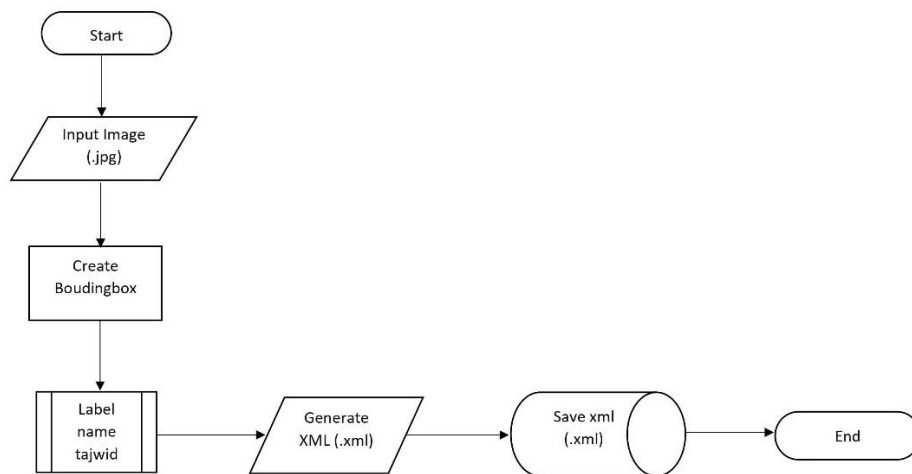 Start
Input Image
(.jpg)
Create
Boudingbox
Label
name
tajwid
Generate
XML (.xml)
Save xml
(.xml)
End